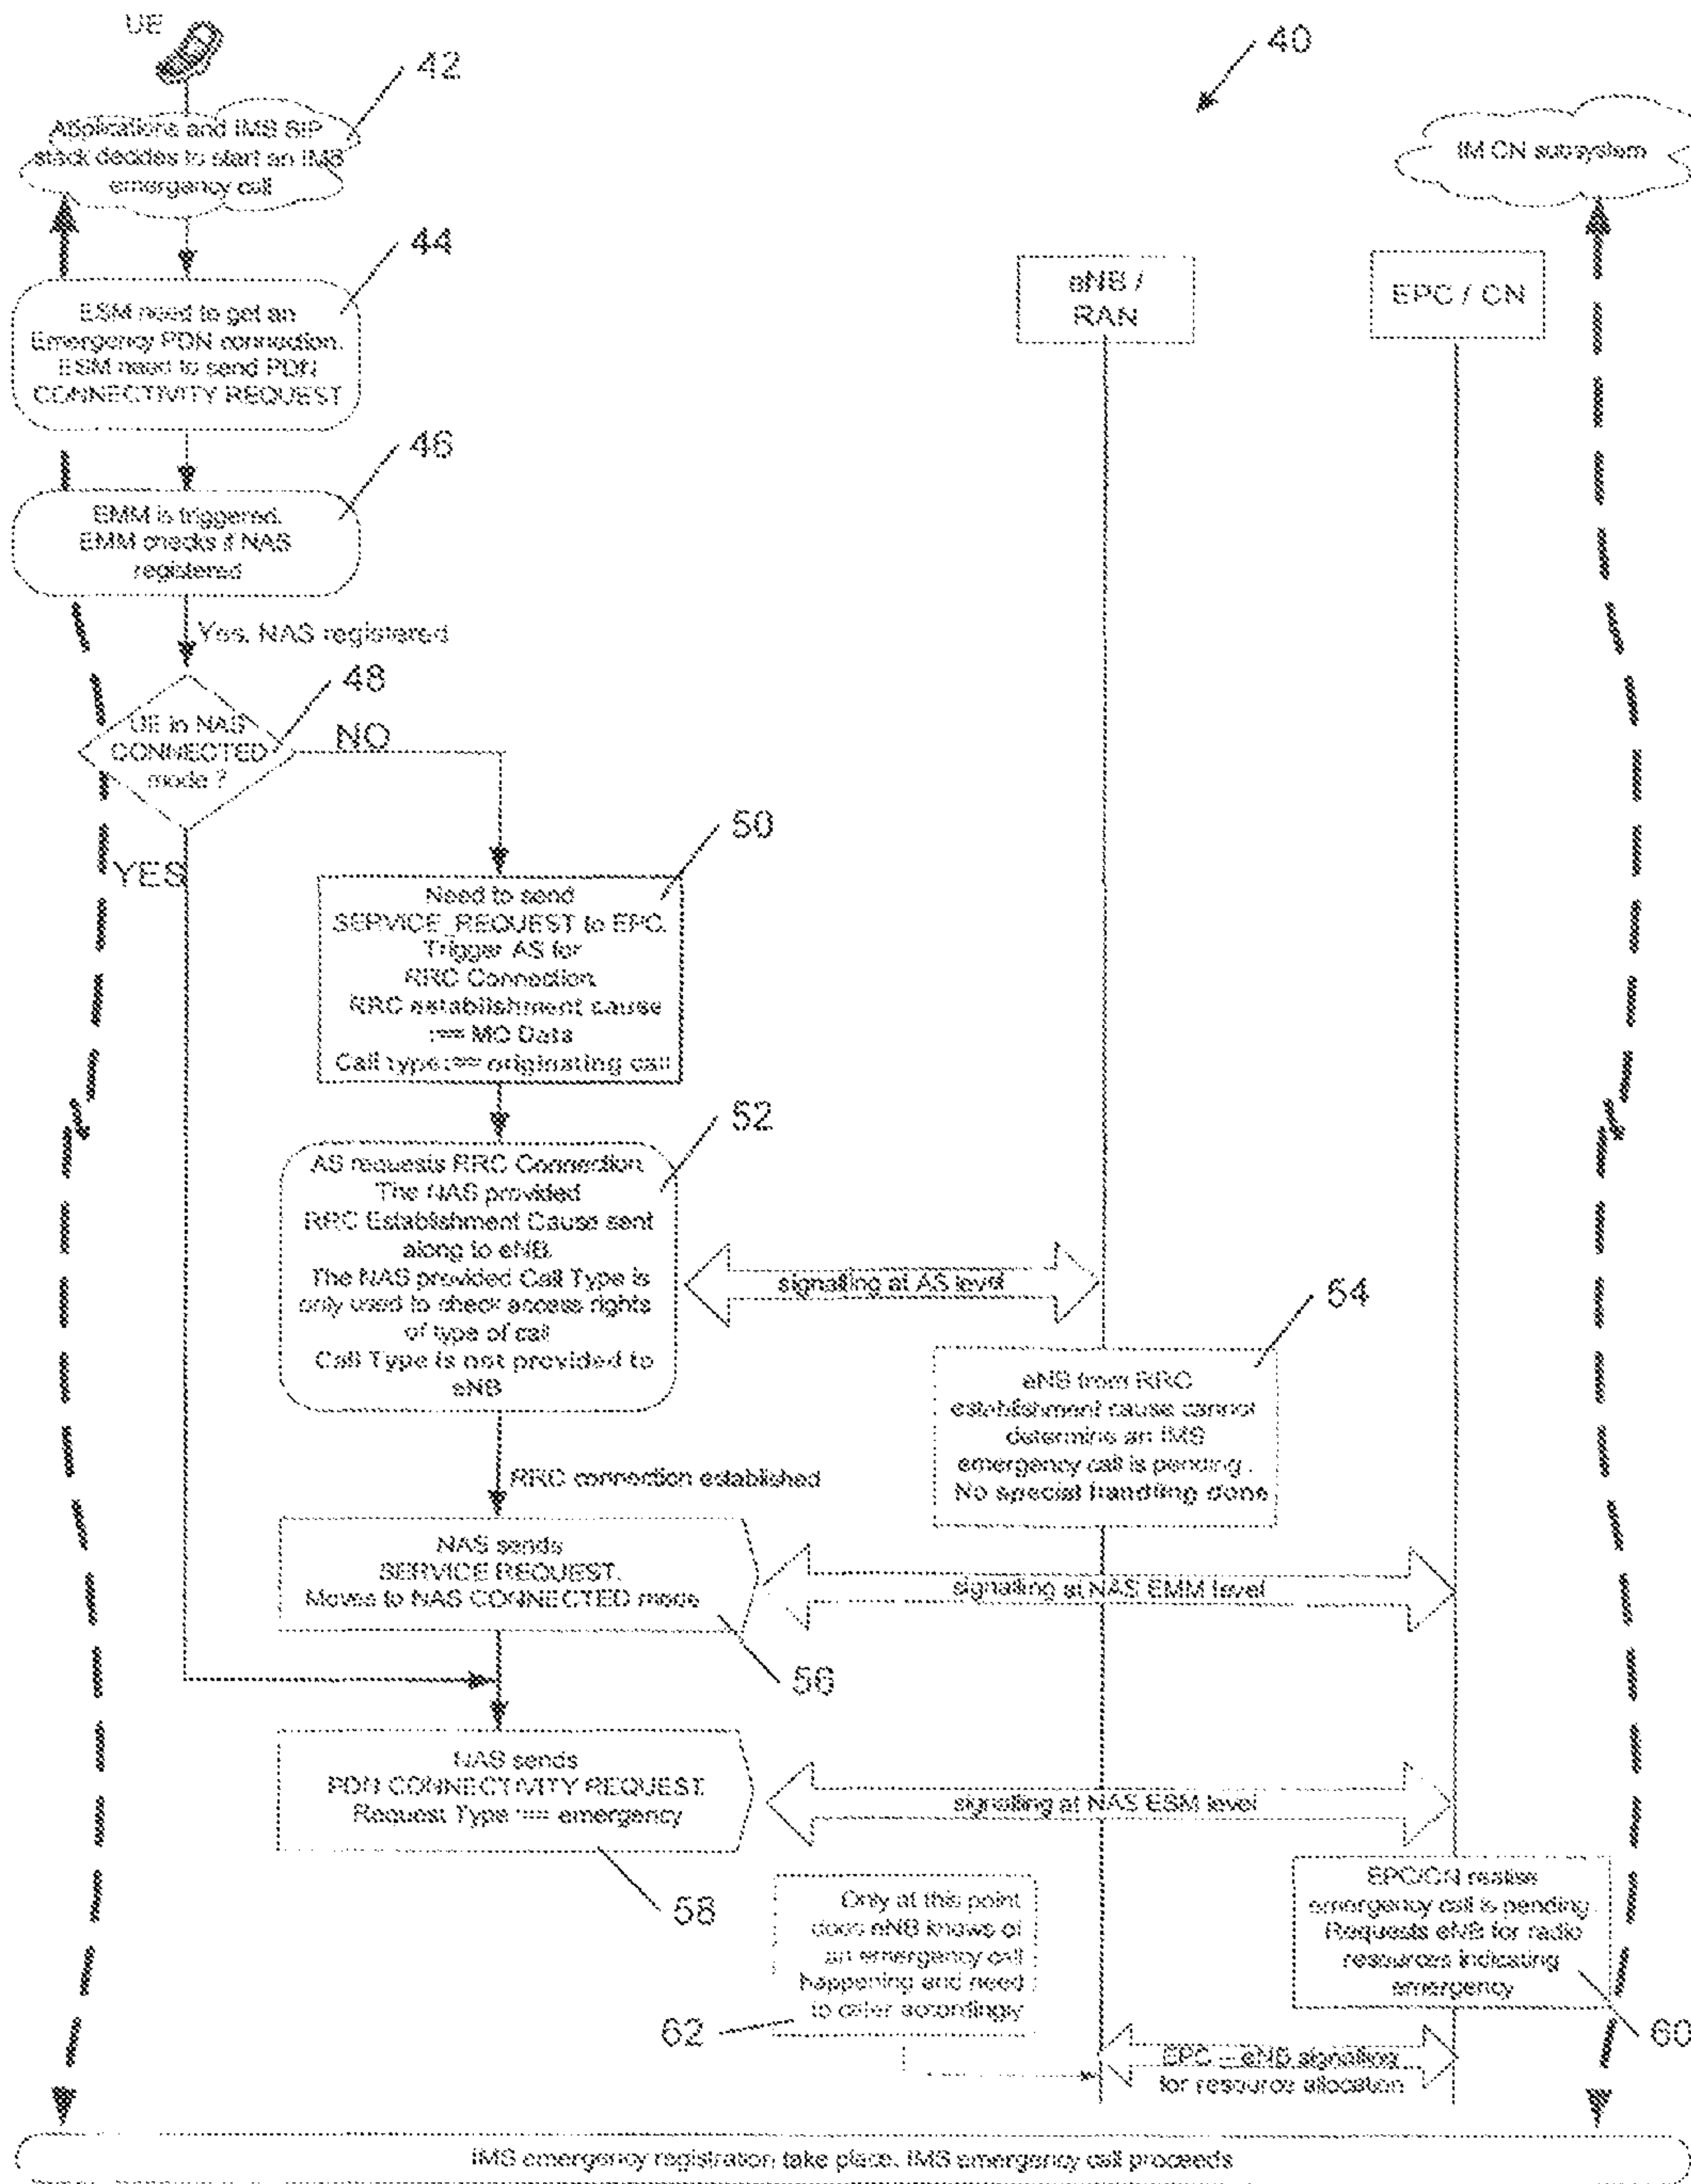 UE
40
42
Applications and IMS SIP
stack decides to start an IMS
emergency call
IM CN subsystem
44
ESM need to get an
Emergency PDN connection.
ESM need to send PDN
CONNECTIVITY REQUEST
eNB /
RAN
EPC / CN
46
EMM is triggered.
EMM checks if NAS
registered
Yes, NAS registered
48
UE in NAS
CONNECTED
mode ?
NO
YES
50
Need to send
SERVICE_REQUEST to EPC.
Trigger AS for
RRC Connection.
RRC establishment cause
:== MO Data
Call type:== originating call
52
AS requests RRC Connection.
The NAS provided
RRC Establishment Cause sent
along to eNB.
The NAS provided Call Type is
only used to check access rights
of type of call
Call Type is not provided to
eNB
signalling at AS level
54
eNB from RRC
establishment cause cannot
determine an IMS
emergency call is pending .
No special handling done
RRC connection established
NAS sends
SERVICE REQUEST.
Moves to NAS CONNECTED mode
signalling at NAS EMM level
56
NAS sends
PDN CONNECTIVITY REQUEST
Request Type :== emergency
signalling at NAS ESM level
58
Only at this point
does eNB knows of
an emergency call
happening and need
to cater accordingly
62
EPC/CN realise
emergency call is pending.
Requests eNB for radio
resources indicating
emergency
60
EPC – eNB signalling
for resource allocation
IMS emergency registration take place. IMS emergency call proceeds